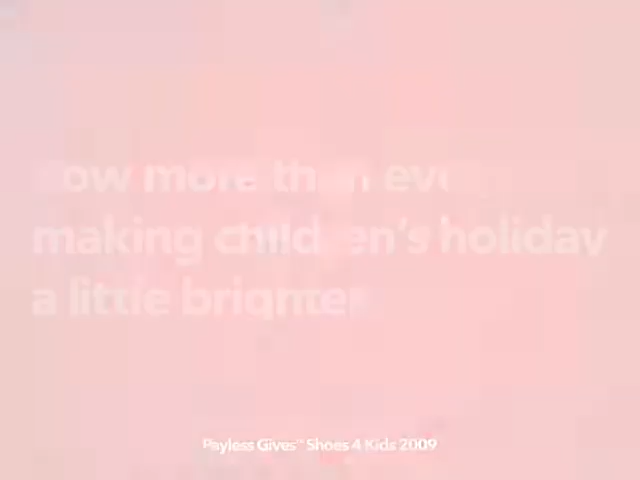 now more than ever
making children's holiday
a little brighter
Payless Gives™ Shoes 4 Kids 2009